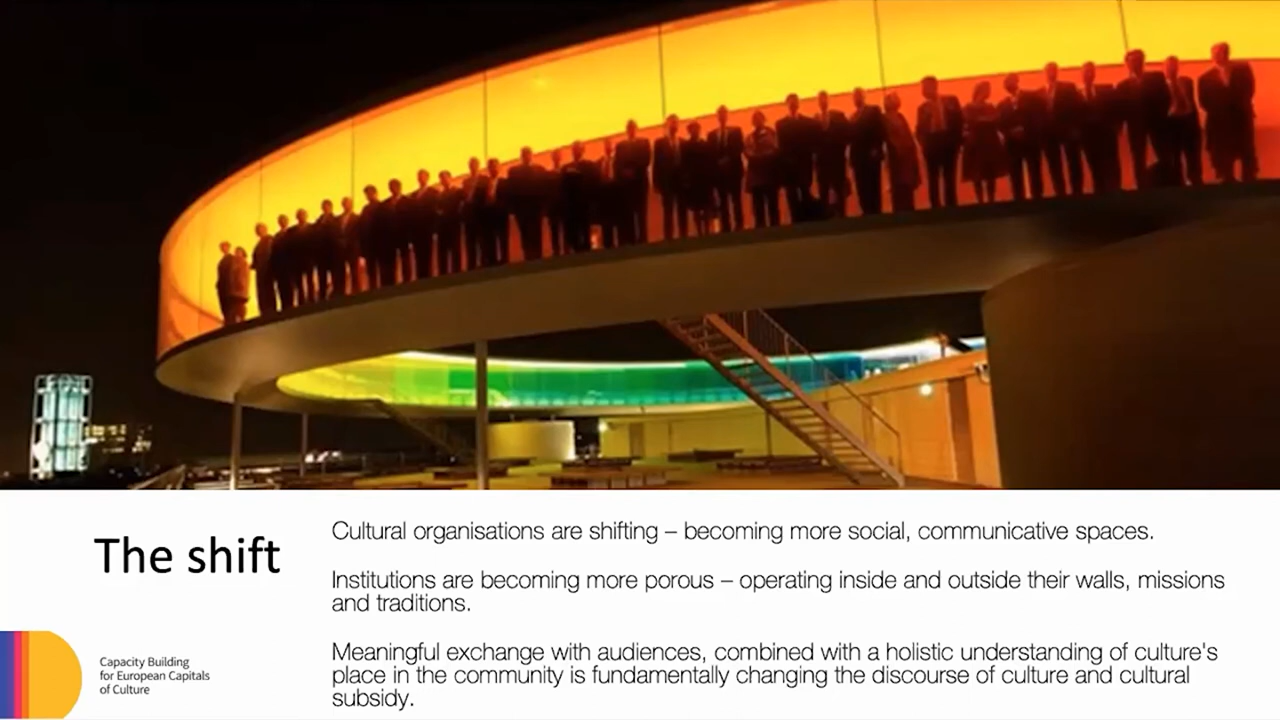 The shift
Cultural organisations are shifting – becoming more social, communicative spaces.
Institutions are becoming more porous – operating inside and outside their walls, missions
and traditions.
Meaningful exchange with audiences, combined with a holistic understanding of culture's
place in the community is fundamentally changing the discourse of culture and cultural
subsidy.
Capacity Building
for European Capitals
of Culture